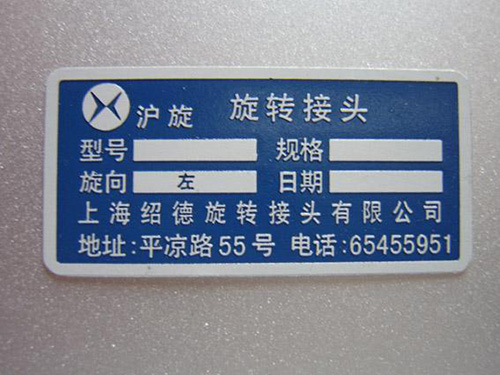 沪旋 旋转接头
型号 规格
旋向 左 日期
上海绍德旋转接头有限公司
地址:平凉路55号 电话:65455951